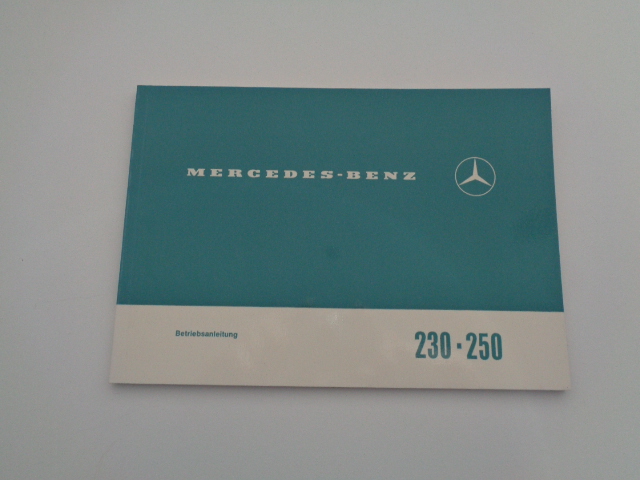 MERCEDES-BENZ
Betriebsanleitung
230 · 250